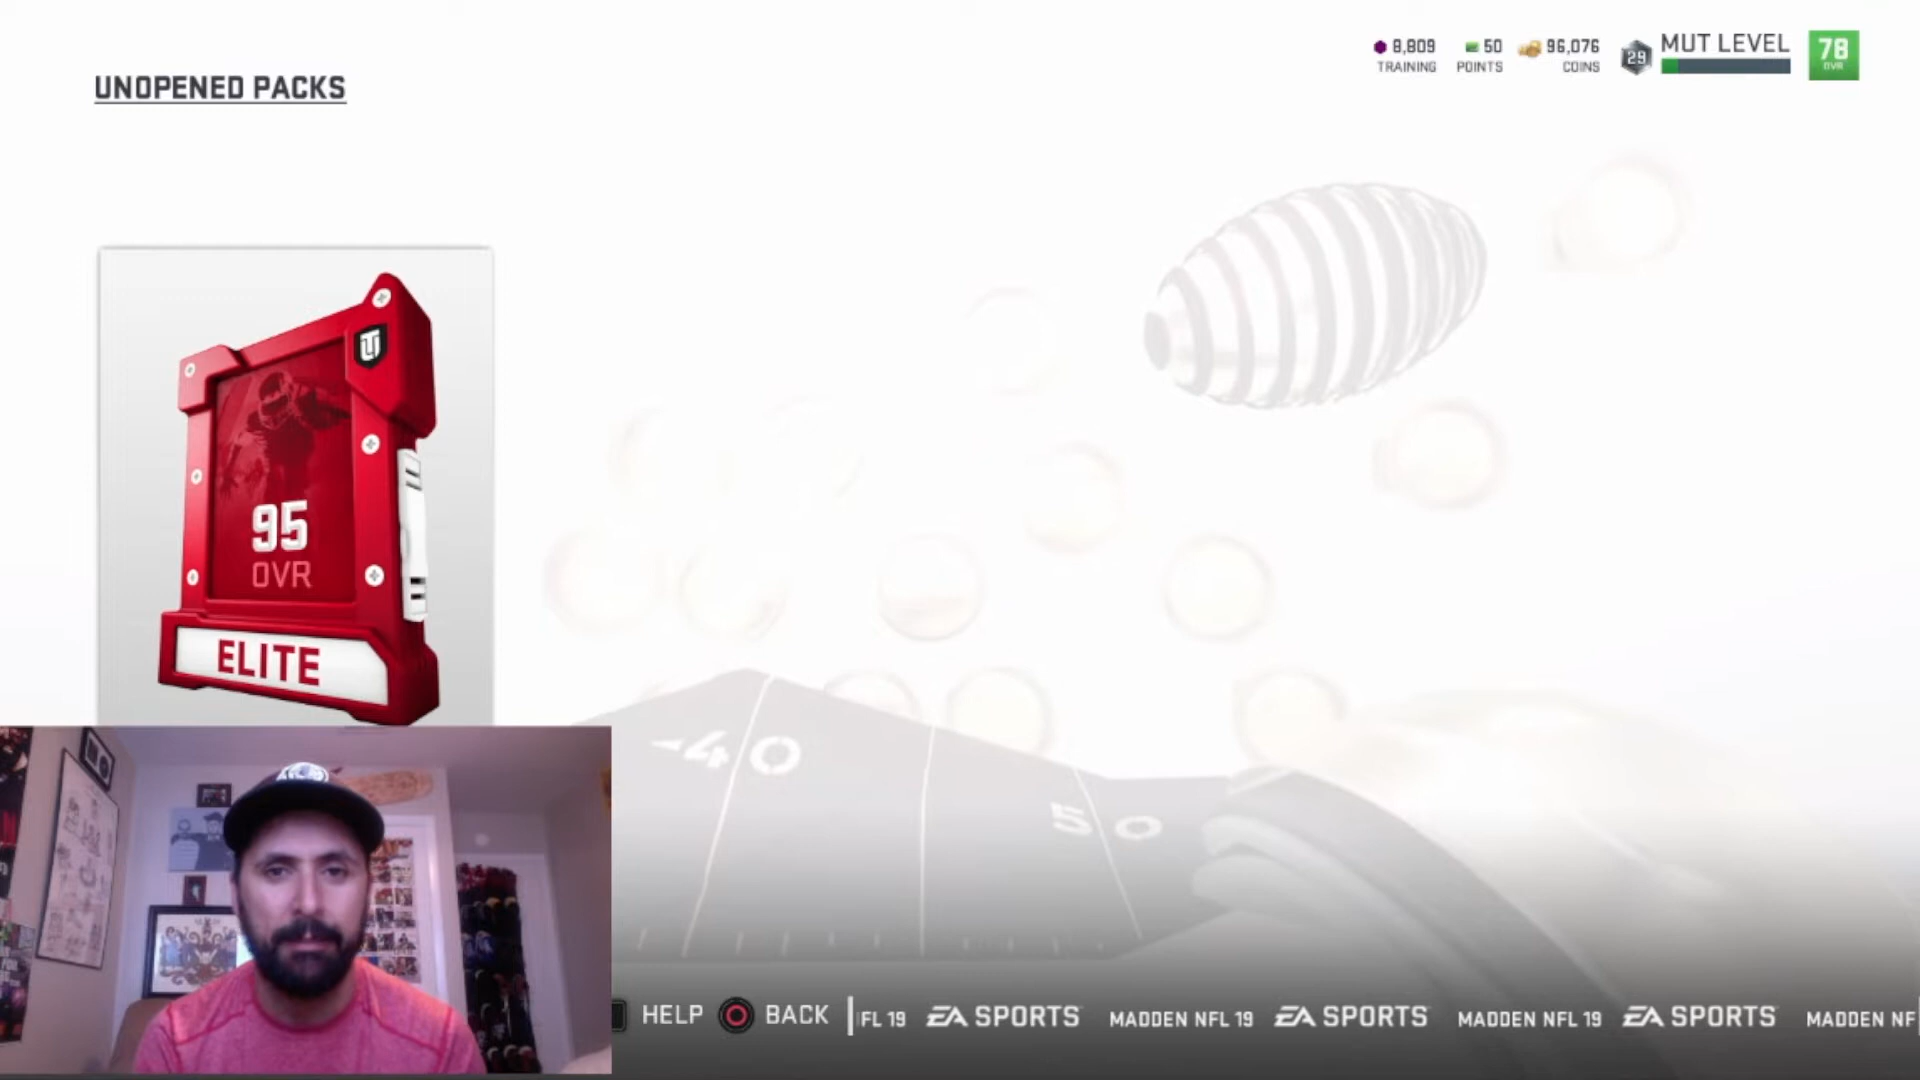 UNOPENED PACKS
8,809
TRAINING
50
POINTS
96,076
COINS
29
MUT LEVEL
78
OVR
95
OVR
ELITE
40
50
HELP
BACK
FL 19
EA SPORTS
MADDEN NFL 19
EA SPORTS
MADDEN NFL 19
EA SPORTS
MADDEN NF